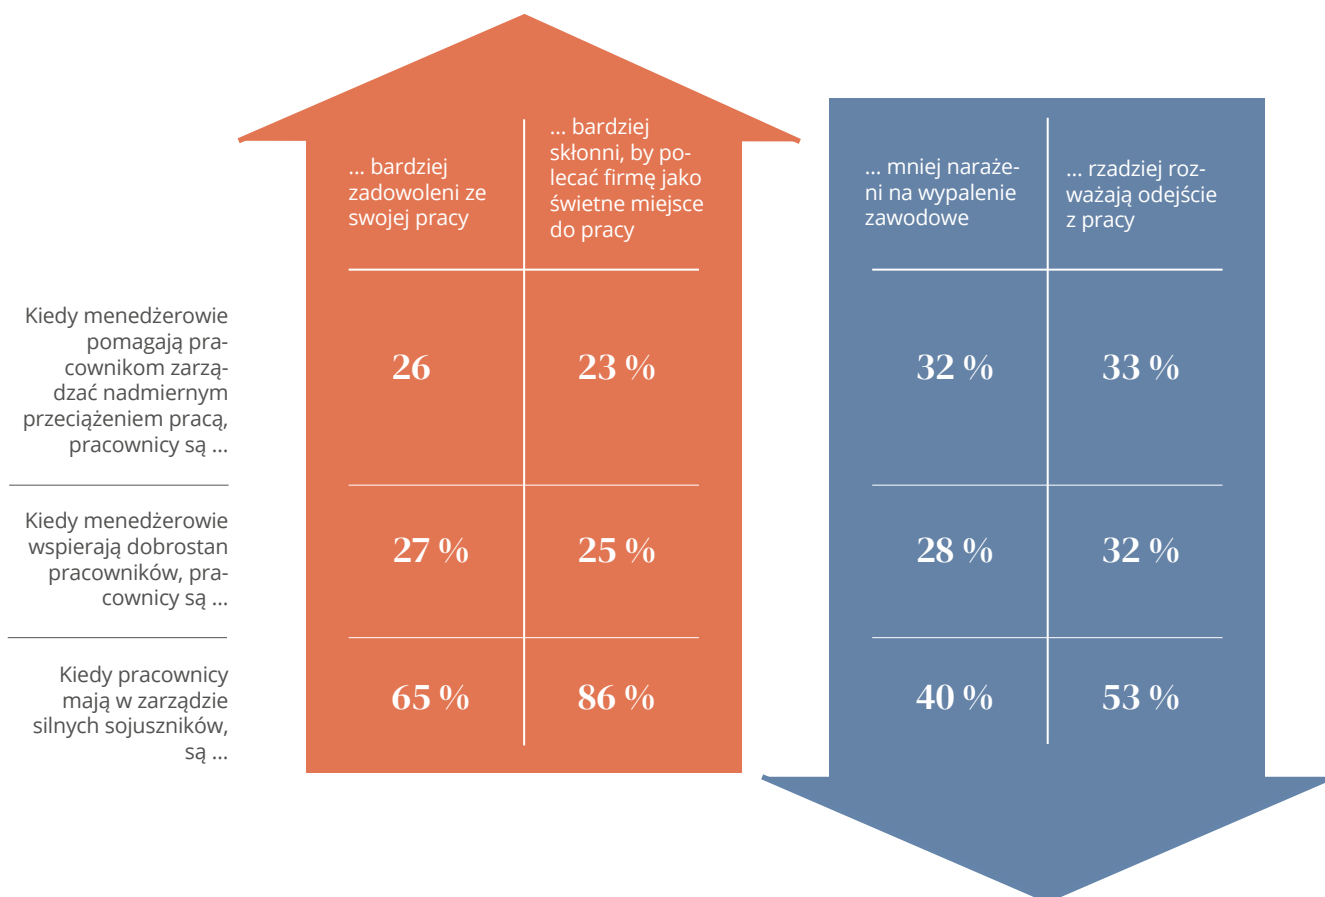 ... bardziej
zadowoleni ze
swojej pracy
... bardziej
skłonni, by po-
lecać firmę jako
świetne miejsce
do pracy
... mniej naraże-
ni na wypalenie
zawodowe
... rzadziej roz-
ważają odejście
z pracy
Kiedy menedżerowie
pomagają pra-
cownikom zarzą-
dzać nadmiernym
przeciążeniem pracą,
pracownicy są ...
26
23 %
32 %
33 %
Kiedy menedżerowie
wspierają dobrostan
pracowników, pra-
cownicy są ...
27 %
25 %
28 %
32 %
Kiedy pracownicy
mają w zarządzie
silnych sojuszników,
są ...
65 %
86 %
40 %
53 %